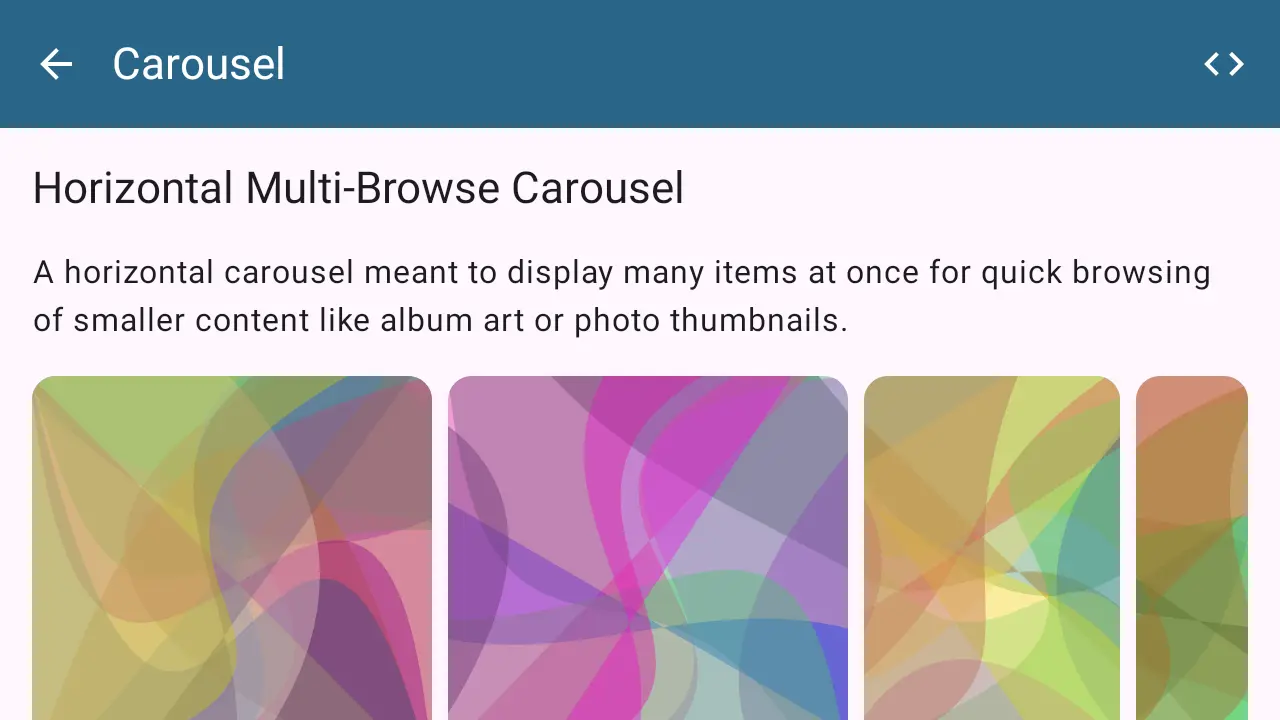 Carousel
Horizontal Multi-Browse Carousel
A horizontal carousel meant to display many items at once for quick browsing
of smaller content like album art or photo thumbnails.